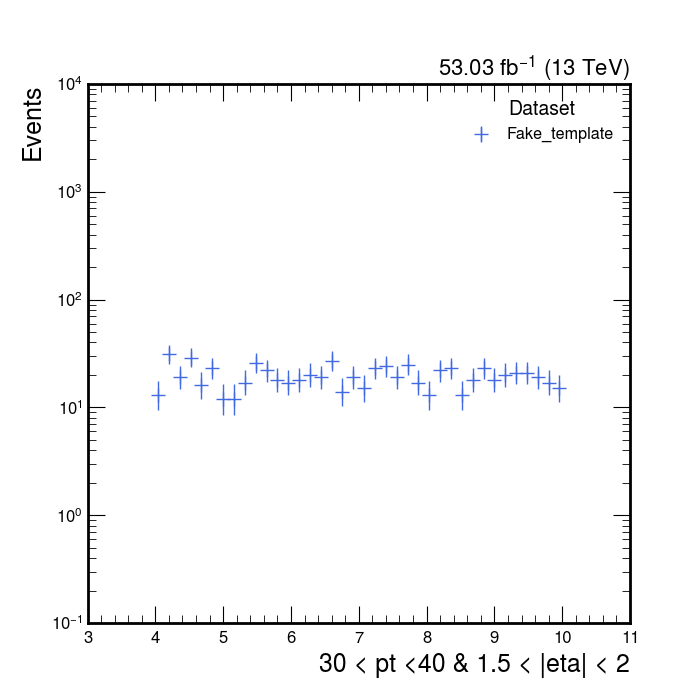 53.03 fb⁻¹ (13 TeV)
Events
Dataset
Fake_template
10⁴
10³
10²
10¹
10⁰
10⁻¹
3 4 5 6 7 8 9 10 11
30 < pt <40 & 1.5 < |eta| < 2